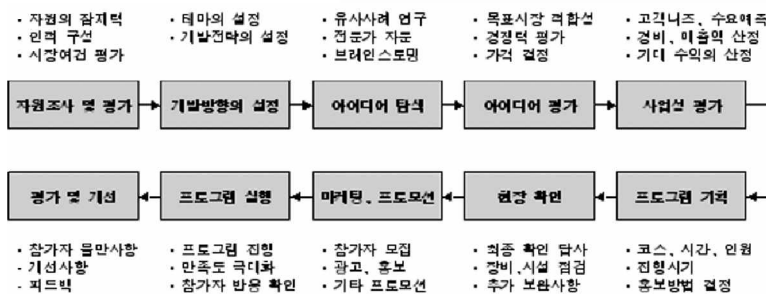 · 자원의 잠재력
· 인적 구성
· 시장여건 평가
· 테마의 설정
· 개발전략의 설정
· 유사사례 연구
· 전문가 자문
· 브레인스토밍
· 목표시장 적합성
· 경쟁력 평가
· 가격 결정
· 고객니즈, 수요예측
· 경비, 매출액 산정
· 기대 수익의 산정
자원조사 및 평가
개발방향의 설정
아이디어 탐색
아이디어 평가
사업성 평가
평가 및 개선
프로그램 실행
마케팅, 프로모션
현장 확인
프로그램 기획
· 참가자 불만사항
- 개선사항
- 피드백
· 프로그램 진행
· 만족도 극대화
· 참가자 반응 확인
· 참가자 모집
· 광고, 홍보
· 기타 프로모션
· 최종 확인 답사
· 장비,시설 점검
· 추가 보완사항
· 코스, 시간, 인원
· 진행시기
· 홍보방법 결정